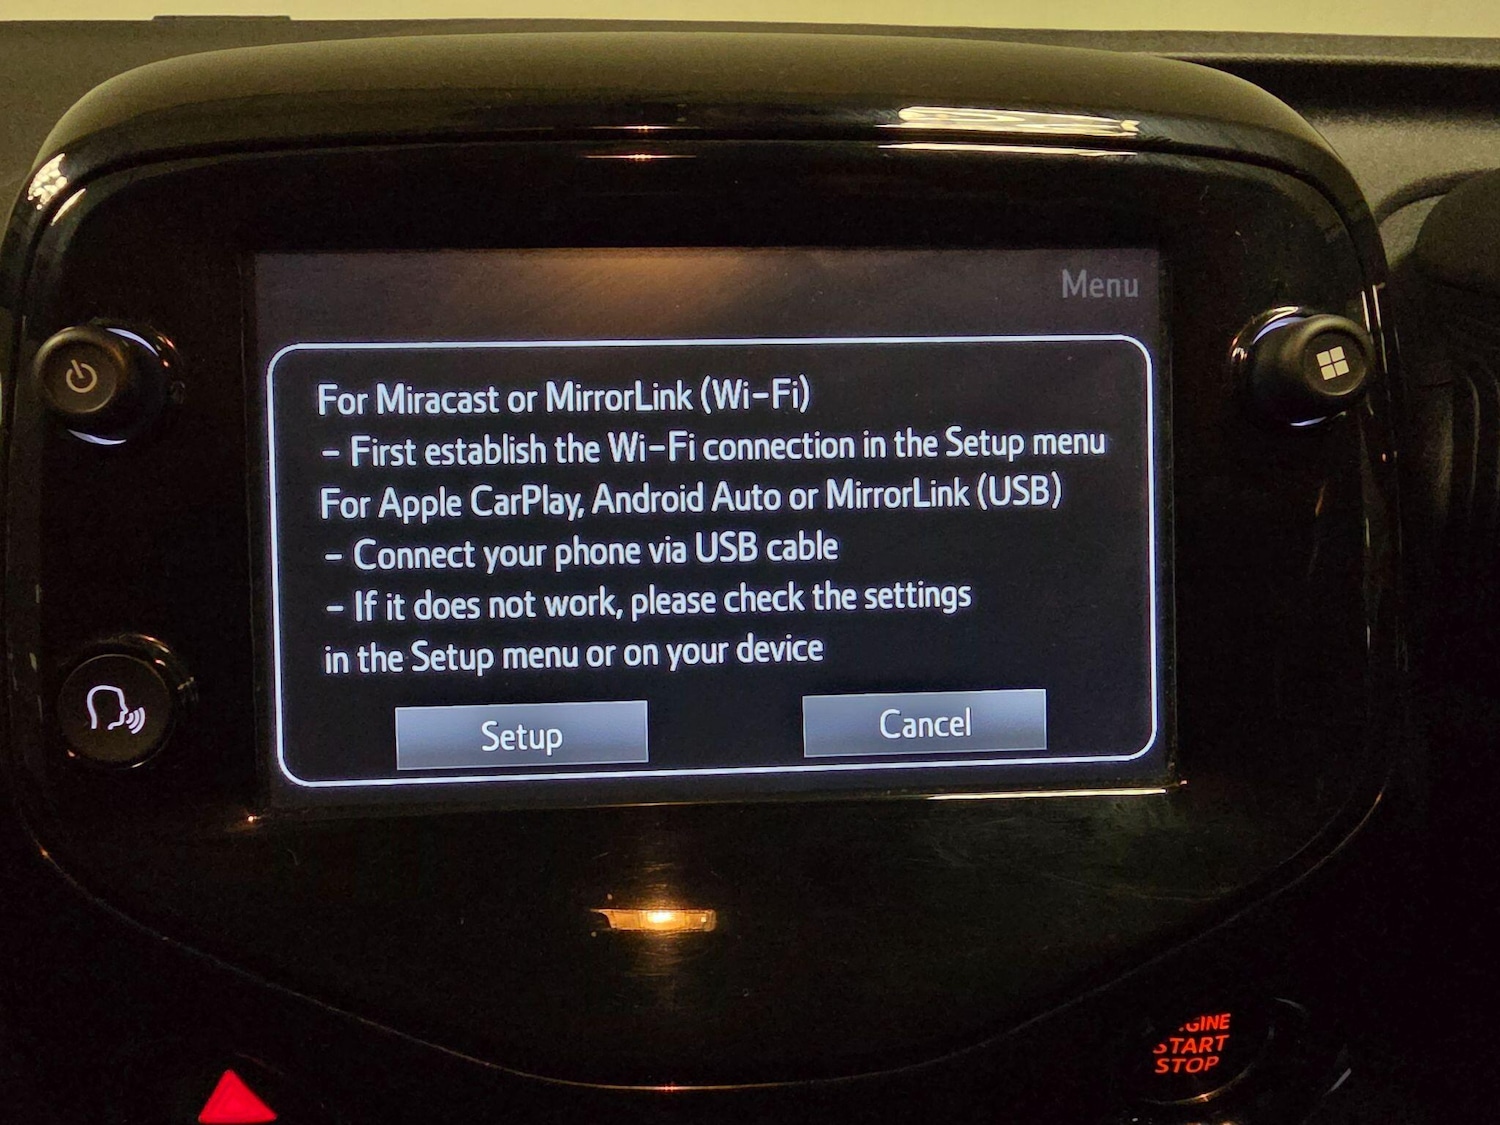 Menu
For Miracast or MirrorLink (Wi-Fi)
- First establish the Wi-Fi connection in the Setup menu
For Apple CarPlay, Android Auto or MirrorLink (USB)
- Connect your phone via USB cable
- If it does not work, please check the settings
in the Setup menu or on your device
Setup Cancel
START
STOP